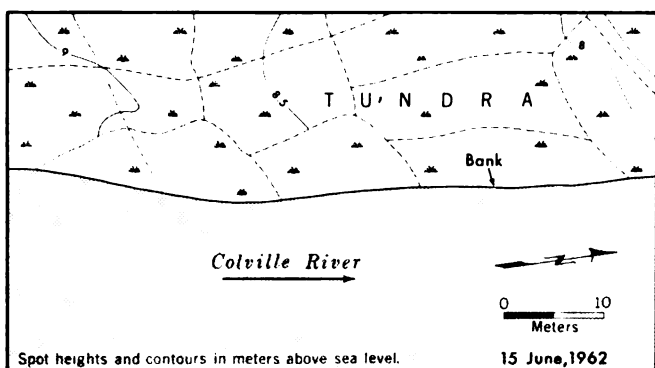 9
8
8.5
TUNDRA
Bank
Colville River
N
0 10
Meters
Spot heights and contours in meters above sea level.
15 June,1962